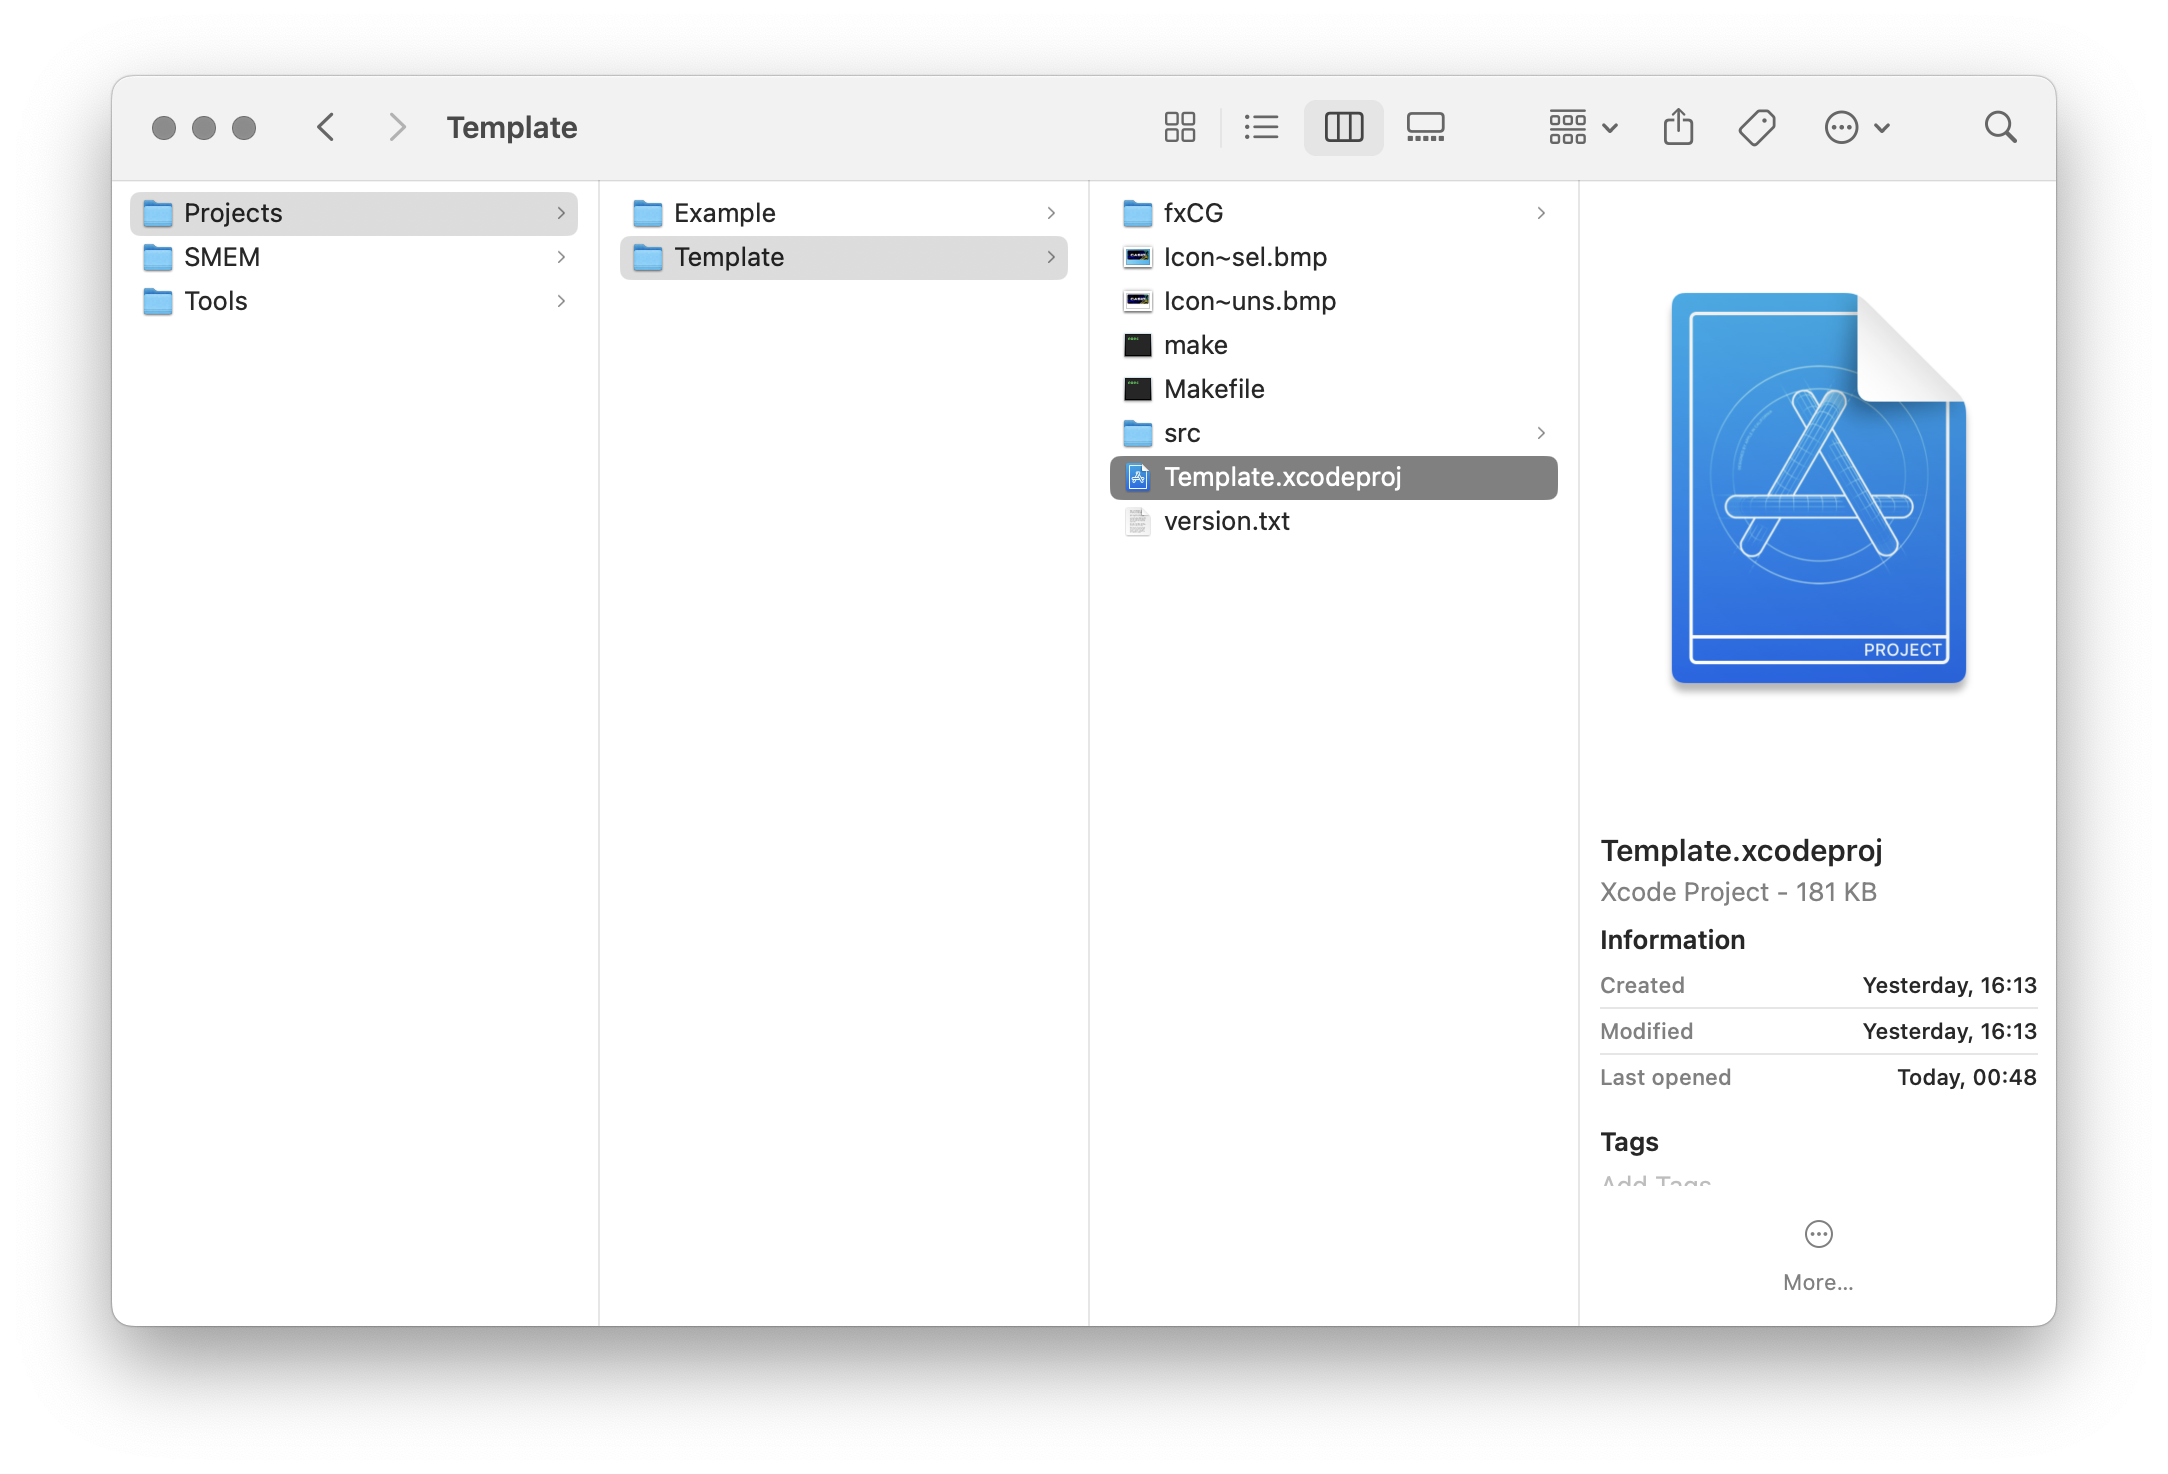 Template
Projects
SMEM
Tools
Example
Template
fxCG
Icon~sel.bmp
Icon~uns.bmp
make
Makefile
src
Template.xcodeproj
version.txt
PROJECT
Template.xcodeproj
Xcode Project - 181 KB
Information
Created Yesterday, 16:13
Modified Yesterday, 16:13
Last opened Today, 00:48
Tags
Add Tags...
More...